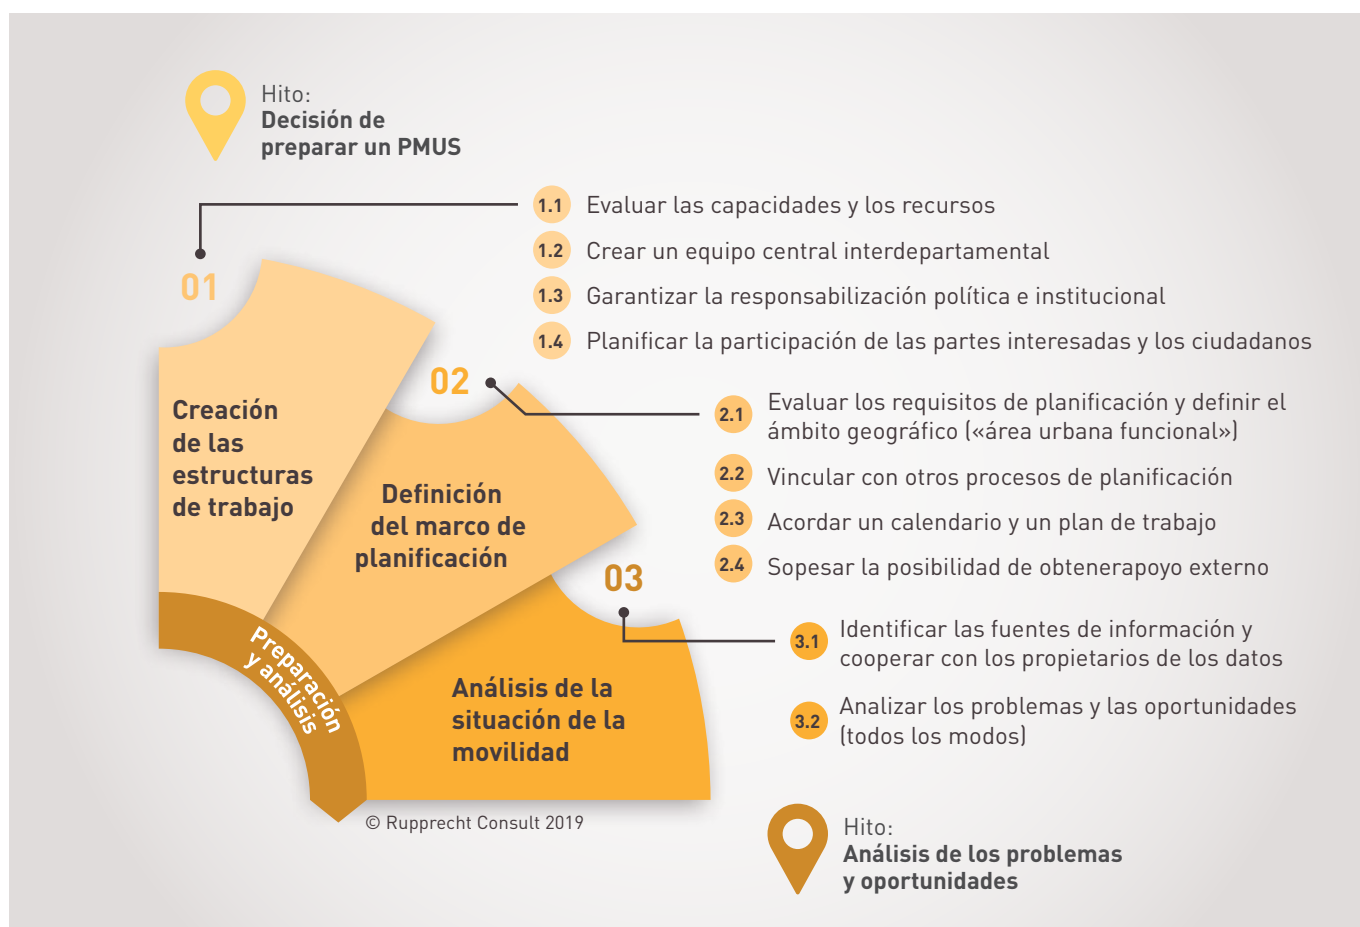 Hito:
Decisión de
preparar un PMUS
01
1.1 Evaluar las capacidades y los recursos
1.2 Crear un equipo central interdepartamental
1.3 Garantizar la responsabilización política e institucional
1.4 Planificar la participación de las partes interesadas y los ciudadanos
Creación
de las
estructuras
de trabajo
02
2.1 Evaluar los requisitos de planificación y definir el
ámbito geográfico («área urbana funcional»)
2.2 Vincular con otros procesos de planificación
2.3 Acordar un calendario y un plan de trabajo
2.4 Sopesar la posibilidad de obtenerapoyo externo
Definición
del marco de
planificación
03
3.1 Identificar las fuentes de información y
cooperar con los propietarios de los datos
3.2 Analizar los problemas y las oportunidades
(todos los modos)
Análisis de la
situación de la
movilidad
Preparación
y análisis
© Rupprecht Consult 2019
Hito:
Análisis de los problemas
y oportunidades